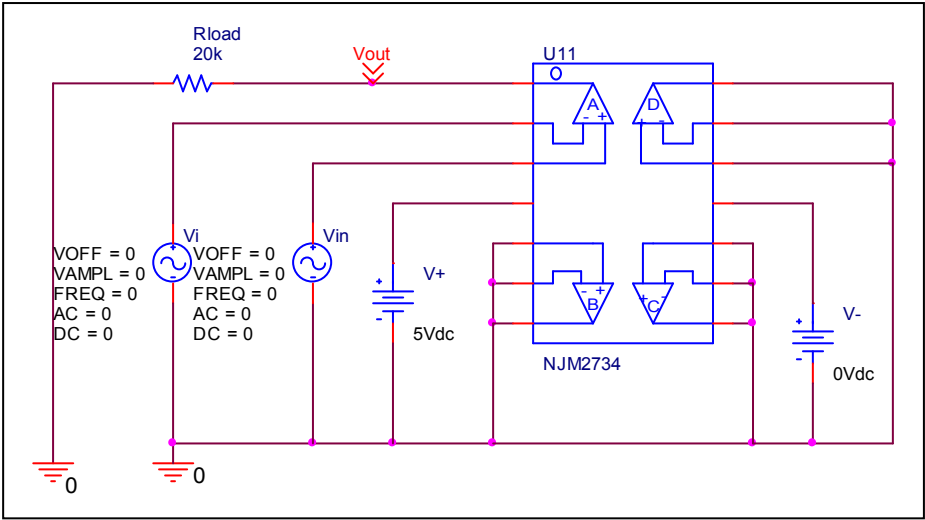 Rload
20k
Vout
U11
A
D
- +
+ -
Vi
VOFF = 0
VAMPL = 0
FREQ = 0
AC = 0
DC = 0
Vin
VOFF = 0
VAMPL = 0
FREQ = 0
AC = 0
DC = 0
V+
5Vdc
- +
+ -
B
C
NJM2734
V-
0Vdc
0
0